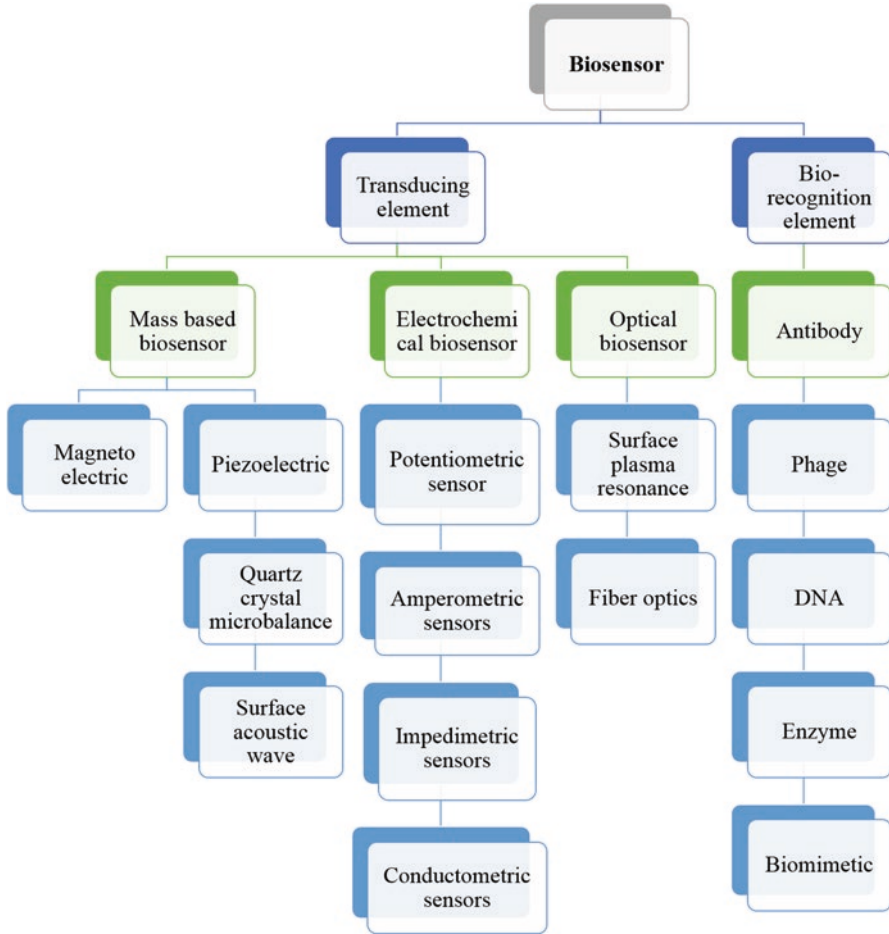 Biosensor
Transducing
element
Bio-
recognition
element
Mass based
biosensor
Electrochemi
cal biosensor
Optical
biosensor
Antibody
Magneto
electric
Piezoelectric
Potentiometric
sensor
Surface
plasma
resonance
Phage
Quartz
crystal
microbalance
Amperometric
sensors
Fiber optics
DNA
Surface
acoustic
wave
Impedimetric
sensors
Enzyme
Conductometric
sensors
Biomimetic